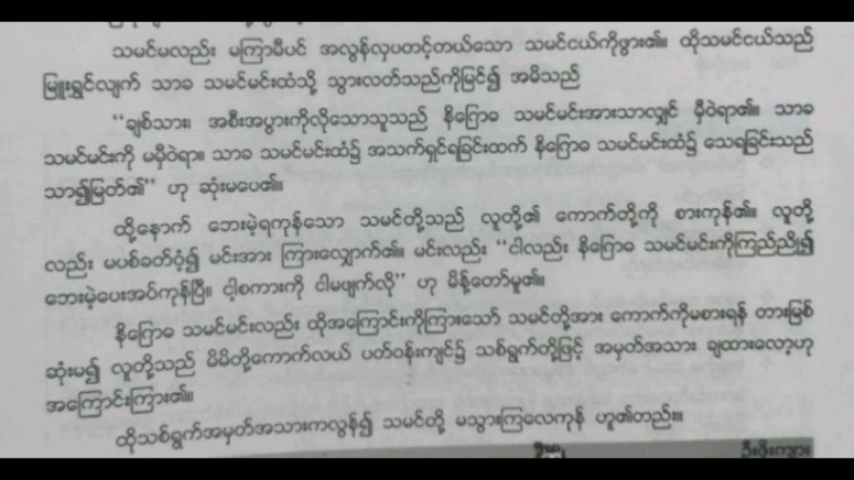 သမင်မလည်း မကြာမီပင် အလွန်လှပတင့်တယ်သော သမင်ငယ်ကိုဖွား၏။ ထိုသမင်ငယ်သည်
မြူးရွှင်လျက် သာခ သမင်မင်းထံသို့ သွားလတ်သည်ကိုမြင်၍ အမိသည်
“ချစ်သား၊ အစီးအပွားကိုလိုသောသူသည် နိဂြောဓ သမင်မင်းအားသာလျှင် မှီဝဲရာ၏။ သာခ
သမင်မင်းကို မမှီဝဲရာ။ သာခ သမင်မင်းထံ၌ အသက်ရှင်ရခြင်းထက် နိဂြောဓ သမင်မင်းထံ၌ သေရခြင်းသည်
သာ၍မြတ်၏” ဟု ဆုံးမပေ၏။
ထို့နောက် ဘေးမဲ့ရကုန်သော သမင်တို့သည် လူတို့၏ ကောက်တို့ကို စားကုန်၏။ လူတို့
လည်း မပစ်ခတ်ဝံ့၍ မင်းအား ကြားလျှောက်၏။ မင်းလည်း “ငါလည်း နိဂြောဓ သမင်မင်းကိုကြည်ညို၍
ဘေးမဲ့ပေးအပ်ကုန်ပြီ။ ငါ့စကားကို ငါမဖျက်လို” ဟု မိန့်တော်မူ၏။
နိဂြောဓ သမင်မင်းလည်း ထိုအကြောင်းကိုကြားသော် သမင်တို့အား ကောက်ကိုမစားရန် တားမြစ်
ဆုံးမ၍ လူတို့သည် မိမိတို့ကောက်လယ် ပတ်ဝန်းကျင်၌ သစ်ရွက်တို့ဖြင့် အမှတ်အသား ချထားလော့ဟု
အကြောင်းကြား၏။
ထိုသစ်ရွက်အမှတ်အသားကလွန်၍ သမင်တို့ မသွားကြလေကုန် ဟူ၏တည်း။
ဦးဖိုးကျား